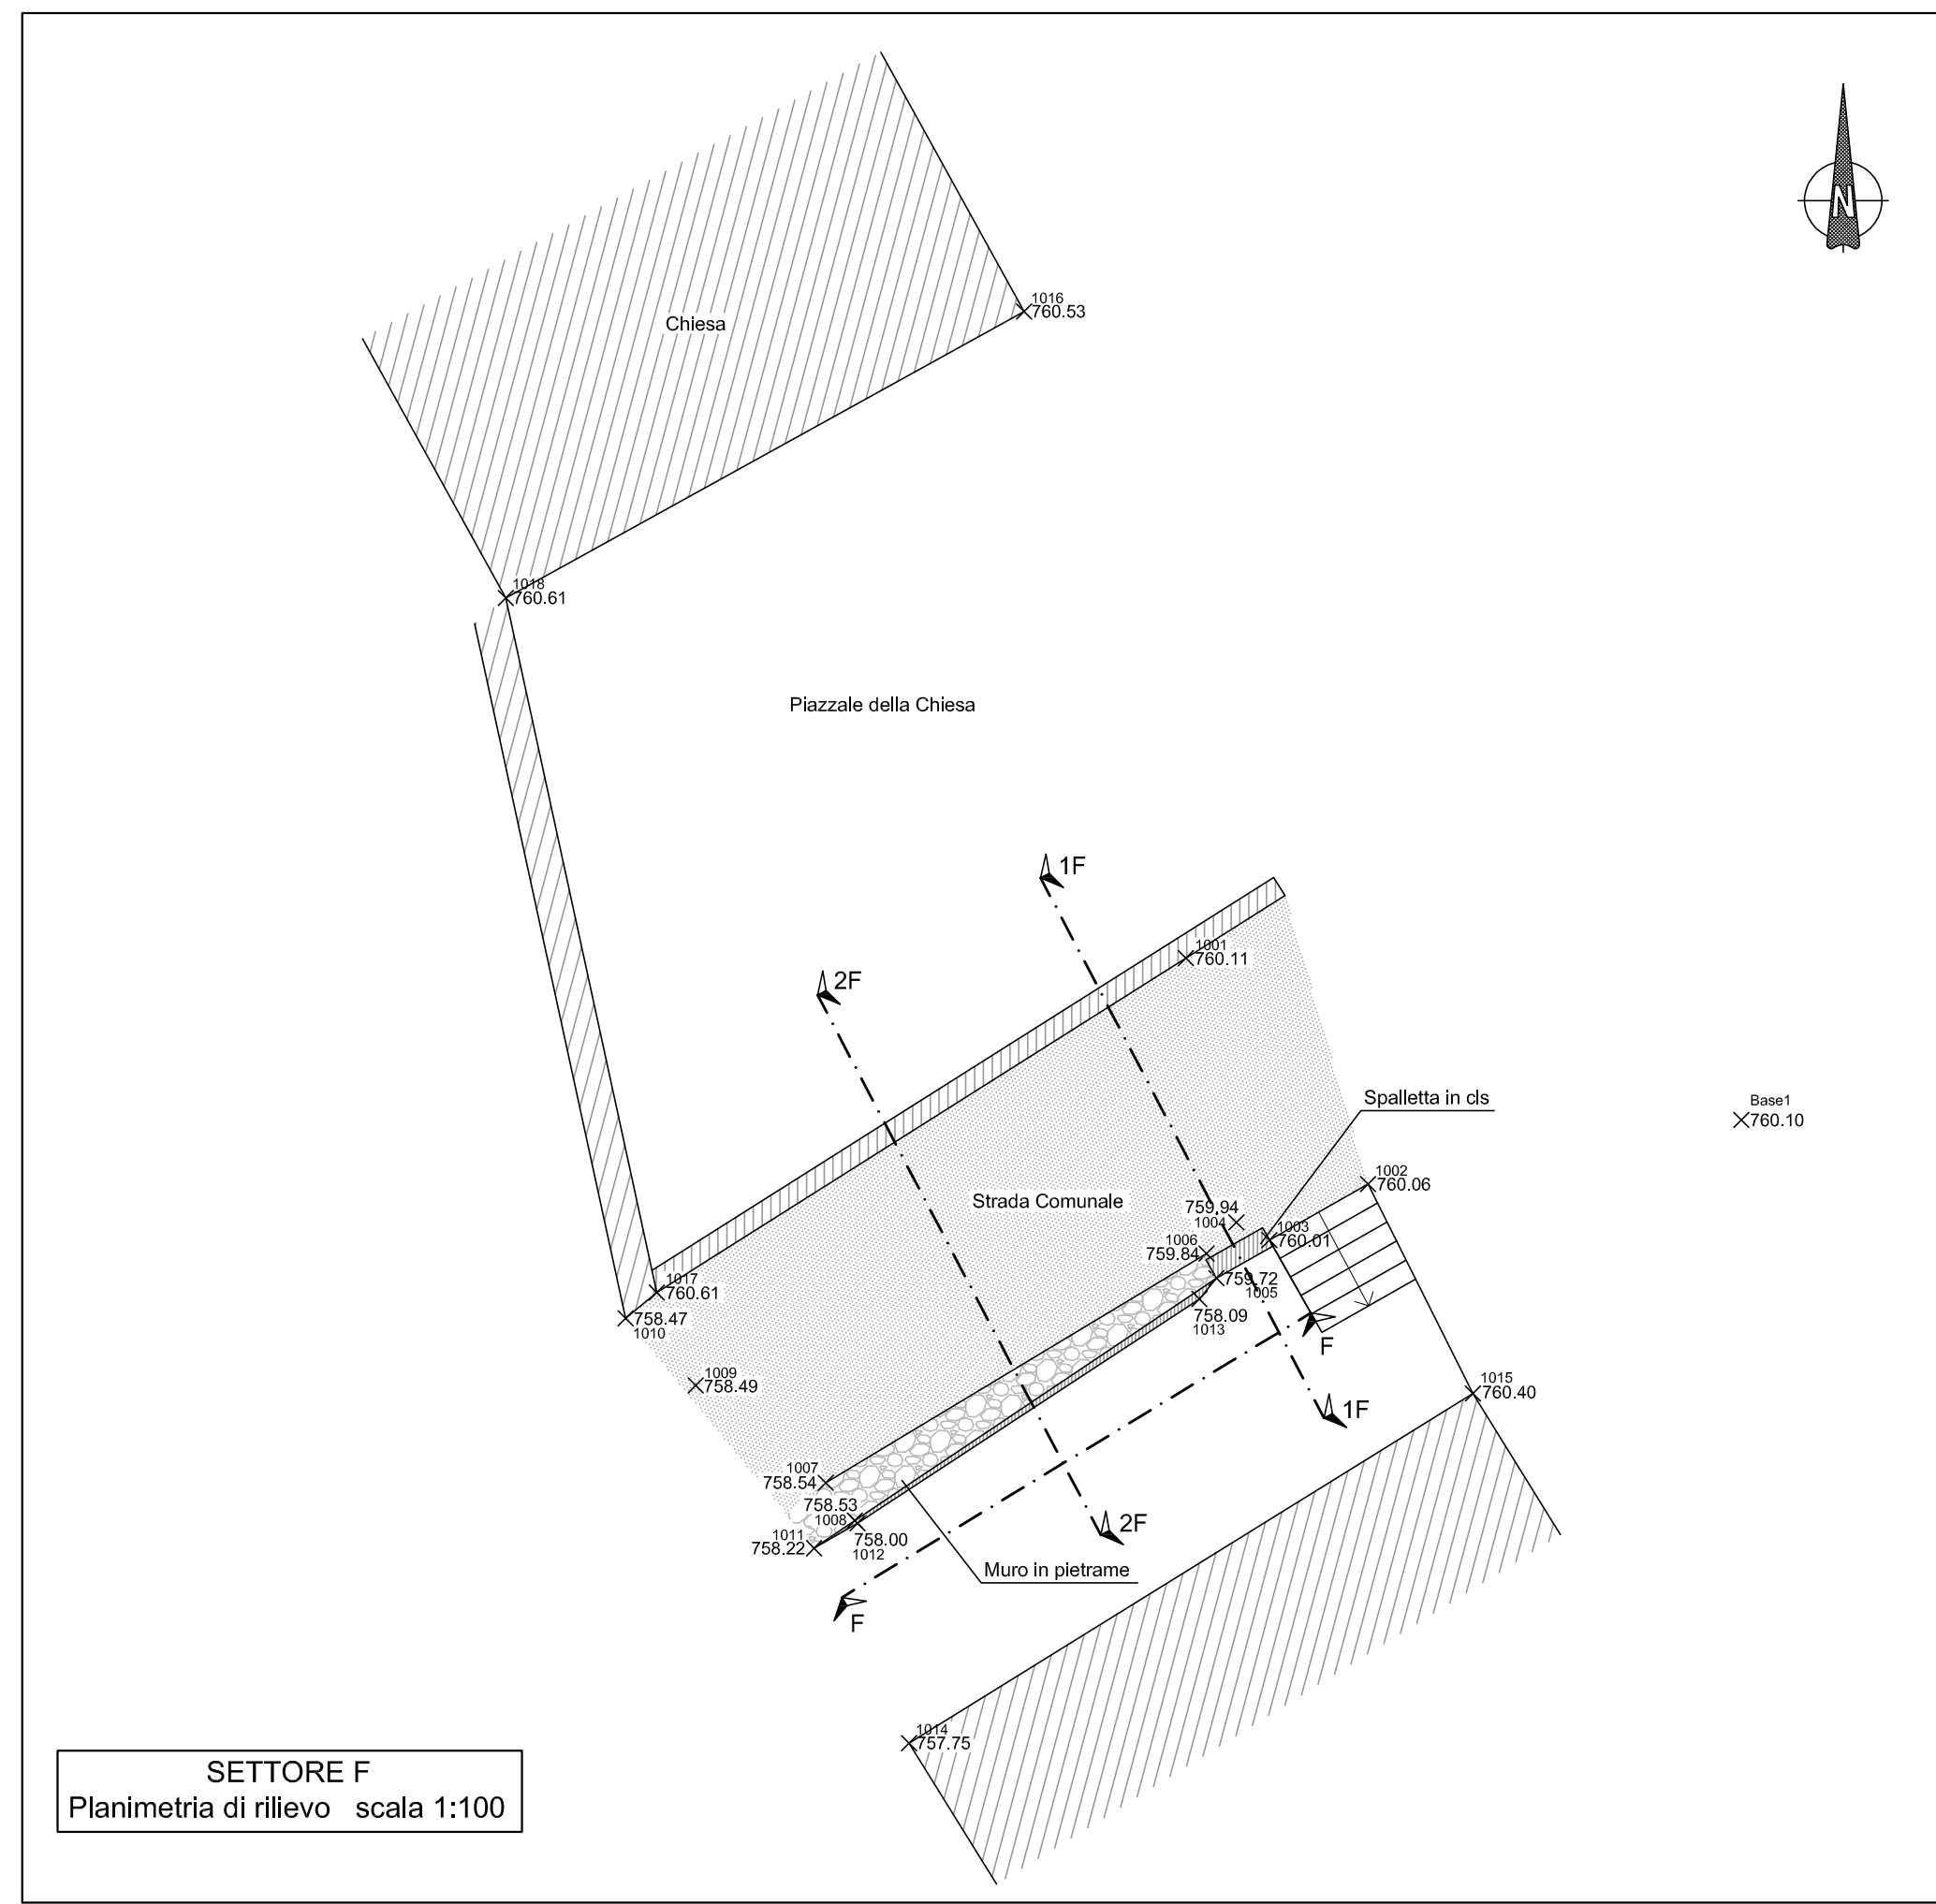 N
1016
760.53
Chiesa
1018
760.61
Piazzale della Chiesa
1F
1001
760.11
2F
Spalletta in cls
Base1
760.10
1002
760.06
Strada Comunale
759.94
1004
1003
760.01
1006
759.84
759.72
1005
1017
760.61
758.47
1010
758.09
1013
F
1009
758.49
1015
760.40
1F
1007
758.54
758.53
1008
2F
1011
758.22
758.00
1012
Muro in pietrame
F
1014
757.75
SETTORE F
Planimetria di rilievo scala 1:100